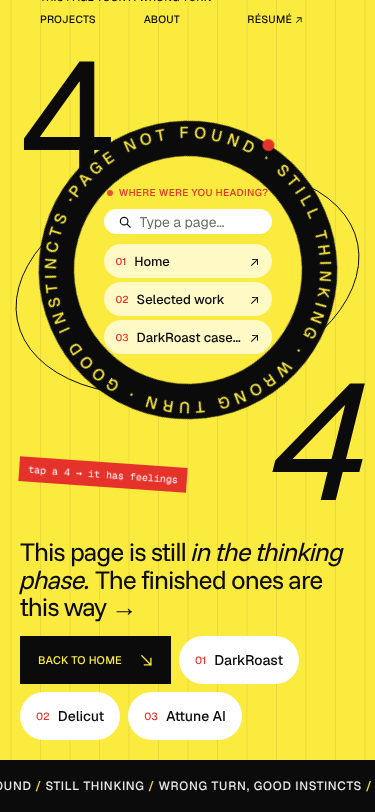 PROJECTS ABOUT RÉSUMÉ ↗
4
PAGE NOT FOUND · STILL THINKING · WRONG TURN · GOOD INSTINCTS ·
WHERE WERE YOU HEADING?
Type a page...
01 Home ↗
02 Selected work ↗
03 DarkRoast case... ↗
4
tap a 4 → it has feelings
This page is still in the thinking
phase. The finished ones are
this way →
BACK TO HOME ↘
01 DarkRoast
02 Delicut
03 Attune AI
OUND / STILL THINKING / WRONG TURN, GOOD INSTINCTS /